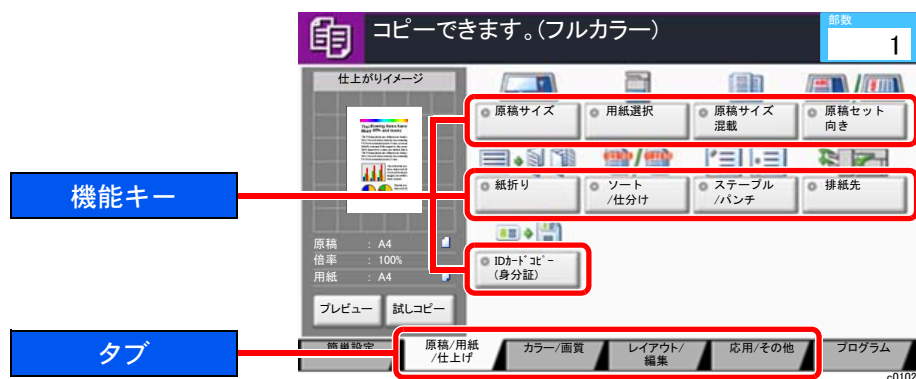 コピーできます。(フルカラー)
部数
1
仕上がりイメージ
原稿サイズ
用紙選択
原稿サイズ
混載
原稿セット
向き
機能キー
紙折り
ソート
/仕分け
ステープル
/パンチ
排紙先
原稿 : A4
倍率 : 100%
用紙 : A4
IDｶｰﾄﾞｺﾋﾟｰ
(身分証)
プレビュー
試しコピー
タブ
簡単設定
原稿/用紙
/仕上げ
カラー/画質
レイアウト/
編集
応用/その他
プログラム
c0102